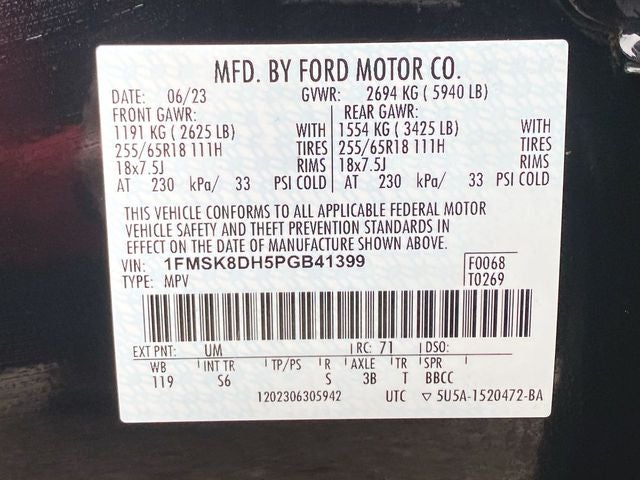 MFD. BY FORD MOTOR CO.
DATE: 06/23 GVWR: 2694 KG ( 5940 LB)
FRONT GAWR: REAR GAWR:
1191 KG ( 2625 LB) WITH 1554 KG ( 3425 LB) WITH
255/65R18 111H TIRES 255/65R18 111H TIRES
18x7.5J RIMS 18x7.5J RIMS
AT 230 kPa/ 33 PSI COLD AT 230 kPa/ 33 PSI COLD
THIS VEHICLE CONFORMS TO ALL APPLICABLE FEDERAL MOTOR
VEHICLE SAFETY AND THEFT PREVENTION STANDARDS IN
EFFECT ON THE DATE OF MANUFACTURE SHOWN ABOVE.
VIN: 1FMSK8DH5PGB41399 F0068
TYPE: MPV T0269
EXT PNT: UM RC: 71 DSO:
WB INT TR TP/PS R AXLE TR SPR
119 S6 S 3B T BBCC
1202306305942 UTC ▽ 5U5A-1520472-BA